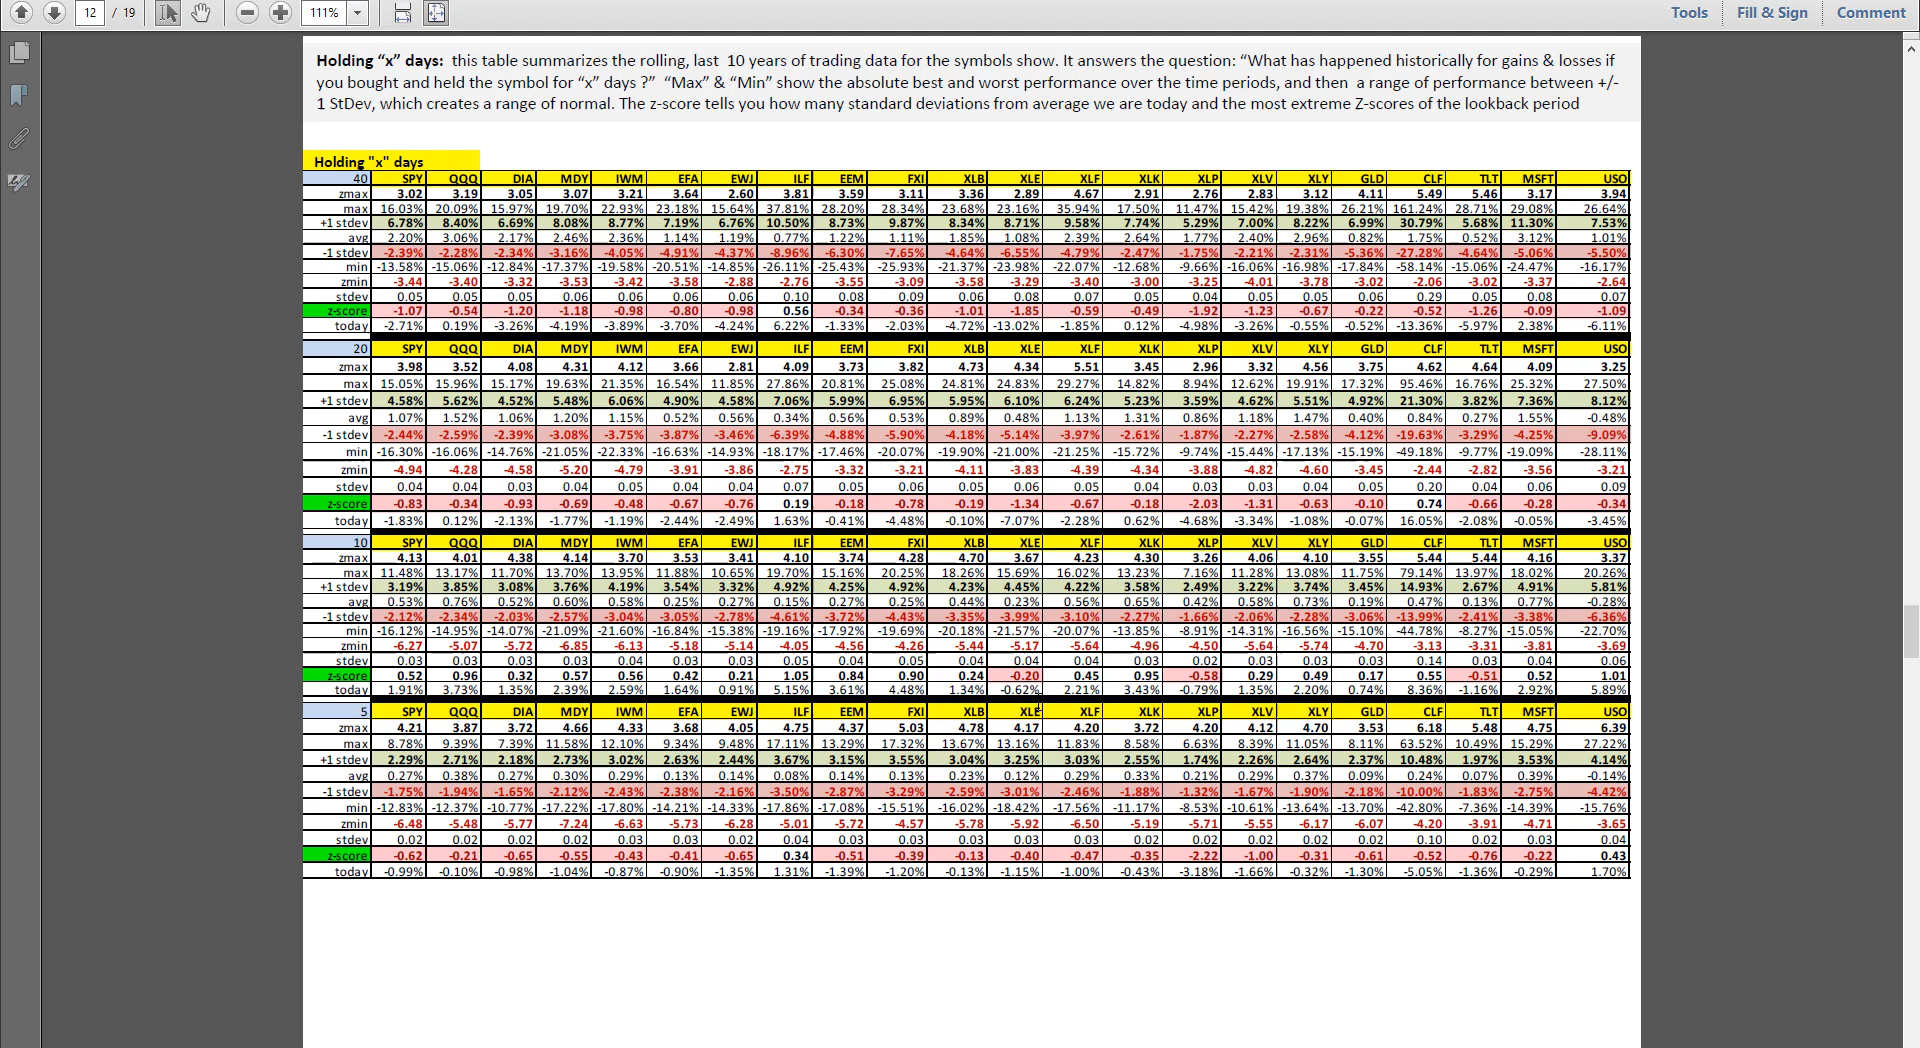 12 / 19 111% Tools Fill & Sign Comment
Holding “x” days: this table summarizes the rolling, last 10 years of trading data for the symbols show. It answers the question: “What has happened historically for gains & losses if
you bought and held the symbol for “x” days ?” “Max” & “Min” show the absolute best and worst performance over the time periods, and then a range of performance between +/-
1 StDev, which creates a range of normal. The z-score tells you how many standard deviations from average we are today and the most extreme Z-scores of the lookback period
Holding "x" days
40 SPY QQQ DIA MDY IWM EFA EWJ ILF EEM FXI XLB XLE XLF XLK XLP XLV XLY GLD CLF TLT MSFT USO
zmax 3.02 3.19 3.05 3.07 3.21 3.64 2.60 3.81 3.59 3.11 3.36 2.89 4.67 2.91 2.76 2.83 3.12 4.11 5.49 5.46 3.17 3.94
max 16.03% 20.09% 15.97% 19.70% 22.93% 23.18% 15.64% 37.81% 28.20% 28.34% 23.68% 23.16% 35.94% 17.50% 11.47% 15.42% 19.38% 26.21% 161.24% 28.71% 29.08% 26.64%
+1 stdev 6.78% 8.40% 6.69% 8.08% 8.77% 7.19% 6.76% 10.50% 8.73% 9.87% 8.34% 8.71% 9.58% 7.74% 5.29% 7.00% 8.22% 6.99% 30.79% 5.68% 11.30% 7.53%
avg 2.20% 3.06% 2.17% 2.46% 2.36% 1.14% 1.19% 0.77% 1.22% 1.11% 1.85% 1.08% 2.39% 2.64% 1.77% 2.40% 2.96% 0.82% 1.75% 0.52% 3.12% 1.01%
-1 stdev -2.39% -2.28% -2.34% -3.16% -4.05% -4.91% -4.37% -8.96% -6.30% -7.65% -4.64% -6.55% -4.79% -2.47% -1.75% -2.21% -2.31% -5.36% -27.28% -4.64% -5.06% -5.50%
min -13.58% -15.06% -12.84% -17.37% -19.58% -20.51% -14.85% -26.11% -25.43% -25.93% -21.37% -23.98% -22.07% -12.68% -9.66% -16.06% -16.98% -17.84% -58.14% -15.06% -24.47% -16.17%
zmin -3.44 -3.40 -3.32 -3.53 -3.42 -3.58 -2.88 -2.76 -3.55 -3.09 -3.58 -3.29 -3.40 -3.00 -3.25 -4.01 -3.78 -3.02 -2.06 -3.02 -3.37 -2.64
stdev 0.05 0.05 0.05 0.06 0.06 0.06 0.06 0.10 0.08 0.09 0.06 0.08 0.07 0.05 0.04 0.05 0.05 0.06 0.29 0.05 0.08 0.07
z-score -1.07 -0.54 -1.20 -1.18 -0.98 -0.80 -0.98 0.56 -0.34 -0.36 -1.01 -1.85 -0.59 -0.49 -1.92 -1.23 -0.67 -0.22 -0.52 -1.26 -0.09 -1.09
today -2.71% 0.19% -3.26% -4.19% -3.89% -3.70% -4.24% 6.22% -1.33% -2.03% -4.72% -13.02% -1.85% 0.12% -4.98% -3.26% -0.55% -0.52% -13.36% -5.97% 2.38% -6.11%
20 SPY QQQ DIA MDY IWM EFA EWJ ILF EEM FXI XLB XLE XLF XLK XLP XLV XLY GLD CLF TLT MSFT USO
zmax 3.98 3.52 4.08 4.31 4.12 3.66 2.81 4.09 3.73 3.82 4.73 4.34 5.51 3.45 2.96 3.32 4.56 3.75 4.62 4.64 4.09 3.25
max 15.05% 15.96% 15.17% 19.63% 21.35% 16.54% 11.85% 27.86% 20.81% 25.08% 24.81% 24.83% 29.27% 14.82% 8.94% 12.62% 19.91% 17.32% 95.46% 16.76% 25.32% 27.50%
+1 stdev 4.58% 5.62% 4.52% 5.48% 6.06% 4.90% 4.58% 7.06% 5.99% 6.95% 5.95% 6.10% 6.24% 5.23% 3.59% 4.62% 5.51% 4.92% 21.30% 3.82% 7.36% 8.12%
avg 1.07% 1.52% 1.06% 1.20% 1.15% 0.52% 0.56% 0.34% 0.56% 0.53% 0.89% 0.48% 1.13% 1.31% 0.86% 1.18% 1.47% 0.40% 0.84% 0.27% 1.55% -0.48%
-1 stdev -2.44% -2.59% -2.39% -3.08% -3.75% -3.87% -3.46% -6.39% -4.88% -5.90% -4.18% -5.14% -3.97% -2.61% -1.87% -2.27% -2.58% -4.12% -19.63% -3.29% -4.25% -9.09%
min -16.30% -16.06% -14.76% -21.05% -22.33% -16.63% -14.93% -18.17% -17.46% -20.07% -19.90% -21.00% -21.25% -15.72% -9.74% -15.44% -17.13% -15.19% -49.18% -9.77% -19.09% -28.11%
zmin -4.94 -4.28 -4.58 -5.20 -4.79 -3.91 -3.86 -2.75 -3.32 -3.21 -4.11 -3.83 -4.39 -4.34 -3.88 -4.82 -4.60 -3.45 -2.44 -2.82 -3.56 -3.21
stdev 0.04 0.04 0.03 0.04 0.05 0.04 0.04 0.07 0.05 0.06 0.05 0.06 0.05 0.04 0.03 0.03 0.04 0.05 0.20 0.04 0.06 0.09
z-score -0.83 -0.34 -0.93 -0.69 -0.48 -0.67 -0.76 0.19 -0.18 -0.78 -0.19 -1.34 -0.67 -0.18 -2.03 -1.31 -0.63 -0.10 0.74 -0.66 -0.28 -0.34
today -1.83% 0.12% -2.13% -1.77% -1.19% -2.44% -2.49% 1.63% -0.41% -4.48% -0.10% -7.07% -2.28% 0.62% -4.68% -3.34% -1.08% -0.07% 16.05% -2.08% -0.05% -3.45%
10 SPY QQQ DIA MDY IWM EFA EWJ ILF EEM FXI XLB XLE XLF XLK XLP XLV XLY GLD CLF TLT MSFT USO
zmax 4.13 4.01 4.38 4.14 3.70 3.53 3.41 4.10 3.74 4.28 4.70 3.67 4.23 4.30 3.26 4.06 4.10 3.55 5.44 5.44 4.16 3.37
max 11.48% 13.17% 11.70% 13.70% 13.95% 11.88% 10.65% 19.70% 15.16% 20.25% 18.26% 15.69% 16.02% 13.23% 7.16% 11.28% 13.08% 11.75% 79.14% 13.97% 18.02% 20.26%
+1 stdev 3.19% 3.85% 3.08% 3.76% 4.19% 3.54% 3.32% 4.92% 4.25% 4.92% 4.23% 4.45% 4.22% 3.58% 2.49% 3.22% 3.74% 3.45% 14.93% 2.67% 4.91% 5.81%
avg 0.53% 0.76% 0.52% 0.60% 0.58% 0.25% 0.27% 0.15% 0.27% 0.25% 0.44% 0.23% 0.56% 0.65% 0.42% 0.58% 0.73% 0.19% 0.47% 0.13% 0.77% -0.28%
-1 stdev -2.12% -2.34% -2.03% -2.57% -3.04% -3.05% -2.78% -4.61% -3.72% -4.43% -3.35% -3.99% -3.10% -2.27% -1.66% -2.06% -2.28% -3.06% -13.99% -2.41% -3.38% -6.36%
min -16.12% -14.95% -14.07% -21.09% -21.60% -16.84% -15.38% -19.16% -17.92% -19.69% -20.18% -21.57% -20.07% -13.85% -8.91% -14.31% -16.56% -15.10% -44.78% -8.27% -15.05% -22.70%
zmin -6.27 -5.07 -5.72 -6.85 -6.13 -5.18 -5.14 -4.05 -4.56 -4.26 -5.44 -5.17 -5.64 -4.96 -4.50 -5.64 -5.74 -4.70 -3.13 -3.31 -3.81 -3.69
stdev 0.03 0.03 0.03 0.03 0.04 0.03 0.03 0.05 0.04 0.05 0.04 0.04 0.04 0.03 0.02 0.03 0.03 0.03 0.14 0.03 0.04 0.06
z-score 0.52 0.96 0.32 0.57 0.56 0.42 0.21 1.05 0.84 0.90 0.24 -0.20 0.45 0.95 -0.58 0.29 0.49 0.17 0.55 -0.51 0.52 1.01
today 1.91% 3.73% 1.35% 2.39% 2.59% 1.64% 0.91% 5.15% 3.61% 4.48% 1.34% -0.62% 2.21% 3.43% -0.79% 1.35% 2.20% 0.74% 8.36% -1.16% 2.92% 5.89%
5 SPY QQQ DIA MDY IWM EFA EWJ ILF EEM FXI XLB XLE XLF XLK XLP XLV XLY GLD CLF TLT MSFT USO
zmax 4.21 3.87 3.72 4.66 4.33 3.68 4.05 4.75 4.37 5.03 4.78 4.17 4.20 3.72 4.20 4.12 4.70 3.53 6.18 5.48 4.75 6.39
max 8.78% 9.39% 7.39% 11.58% 12.10% 9.34% 9.48% 17.11% 13.29% 17.32% 13.67% 13.16% 11.83% 8.58% 6.63% 8.39% 11.05% 8.11% 63.52% 10.49% 15.29% 27.22%
+1 stdev 2.29% 2.71% 2.18% 2.73% 3.02% 2.63% 2.44% 3.67% 3.15% 3.55% 3.04% 3.25% 3.03% 2.55% 1.74% 2.26% 2.64% 2.37% 10.48% 1.97% 3.53% 4.14%
avg 0.27% 0.38% 0.27% 0.30% 0.29% 0.13% 0.14% 0.08% 0.14% 0.13% 0.23% 0.12% 0.29% 0.33% 0.21% 0.29% 0.37% 0.09% 0.24% 0.07% 0.39% -0.14%
-1 stdev -1.75% -1.94% -1.65% -2.12% -2.43% -2.38% -2.16% -3.50% -2.87% -3.29% -2.59% -3.01% -2.46% -1.88% -1.32% -1.67% -1.90% -2.18% -10.00% -1.83% -2.75% -4.42%
min -12.83% -12.37% -10.77% -17.22% -17.80% -14.21% -14.33% -17.86% -17.08% -15.51% -16.02% -18.42% -17.56% -11.17% -8.53% -10.61% -13.64% -13.70% -42.80% -7.36% -14.39% -15.76%
zmin -6.48 -5.48 -5.77 -7.24 -6.63 -5.73 -6.28 -5.01 -5.72 -4.57 -5.78 -5.92 -6.50 -5.19 -5.71 -5.55 -6.17 -6.07 -4.20 -3.91 -4.71 -3.65
stdev 0.02 0.02 0.02 0.02 0.03 0.03 0.02 0.04 0.03 0.03 0.03 0.03 0.03 0.02 0.02 0.02 0.02 0.02 0.10 0.02 0.03 0.04
z-score -0.62 -0.21 -0.65 -0.55 -0.43 -0.41 -0.65 0.34 -0.51 -0.39 -0.13 -0.40 -0.47 -0.35 -2.22 -1.00 -0.31 -0.61 -0.52 -0.76 -0.22 0.43
today -0.99% -0.10% -0.98% -1.04% -0.87% -0.90% -1.35% 1.31% -1.39% -1.20% -0.13% -1.15% -1.00% -0.43% -3.18% -1.66% -0.32% -1.30% -5.05% -1.36% -0.29% 1.70%